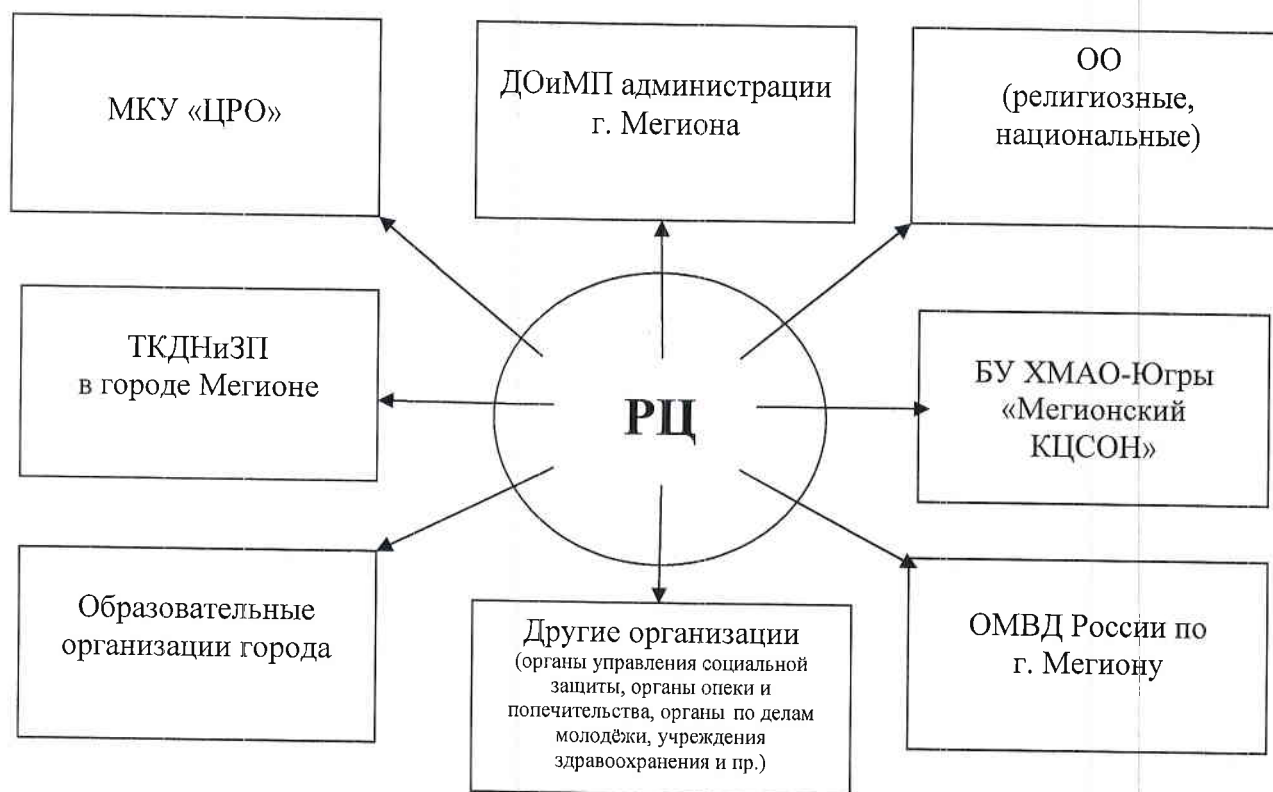 МКУ «ЦРО»
ДОиМП администрации
г. Мегиона
ОО
(религиозные,
национальные)
ТКДНиЗП
в городе Мегионе
РЦ
БУ ХМАО-Югры
«Мегионский
КЦСОН»
Образовательные
организации города
Другие организации
(органы управления социальной
защиты, органы опеки и
попечительства, органы по делам
молодёжи, учреждения
здравоохранения и пр.)
ОМВД России по
г. Мегиону